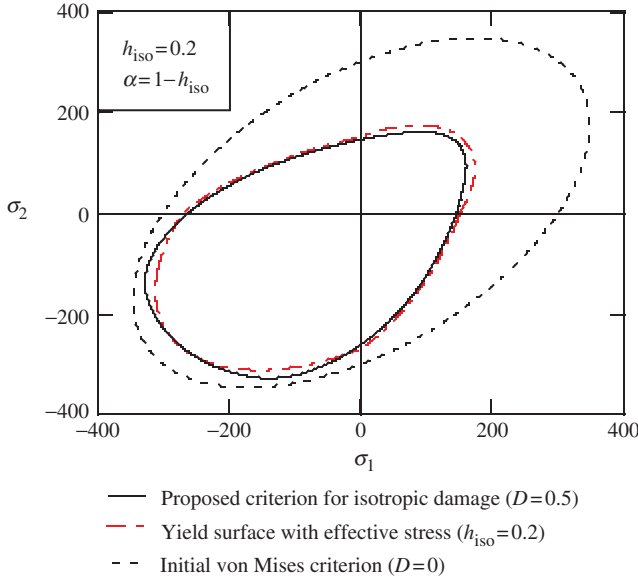 400
h_iso = 0.2
α = 1 – h_iso
200
σ₂
0
−200
−400
−400 −200 0 200 400
σ₁
Proposed criterion for isotropic damage (D = 0.5)
Yield surface with effective stress (h_iso = 0.2)
Initial von Mises criterion (D = 0)